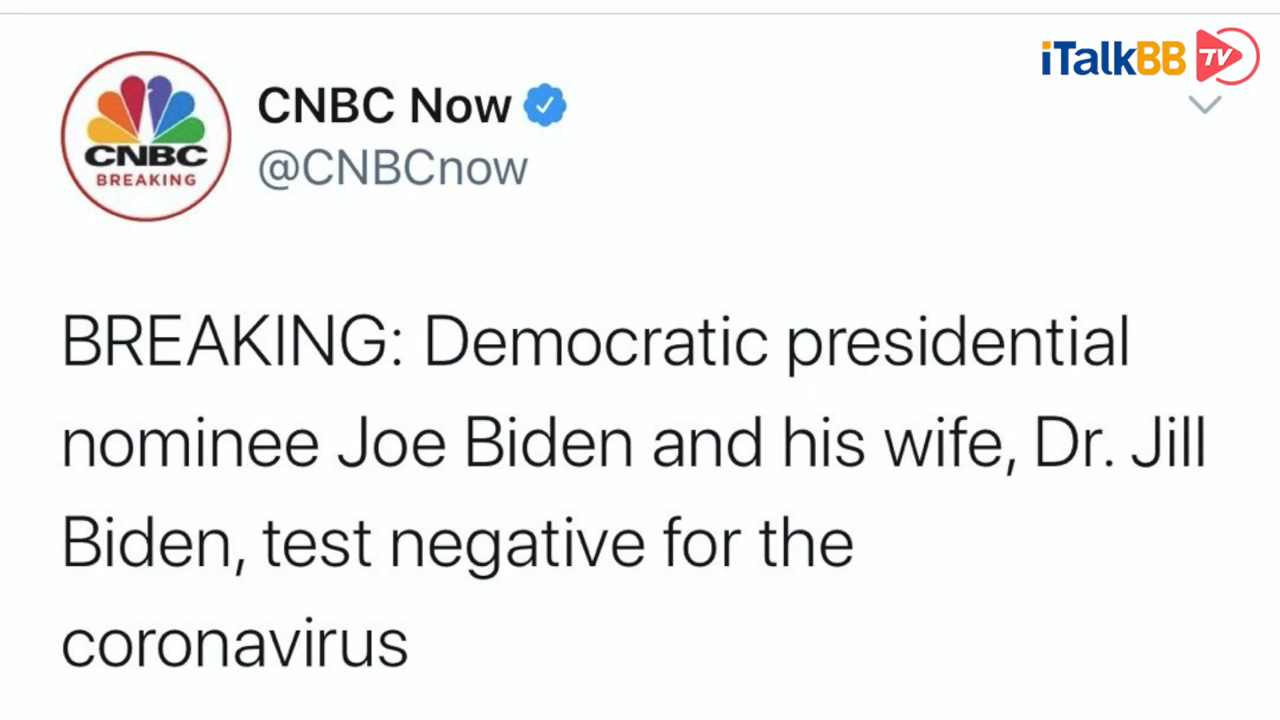 iTalkBB TV
CNBC Now
@CNBCnow
CNBC
BREAKING
BREAKING: Democratic presidential
nominee Joe Biden and his wife, Dr. Jill
Biden, test negative for the
coronavirus